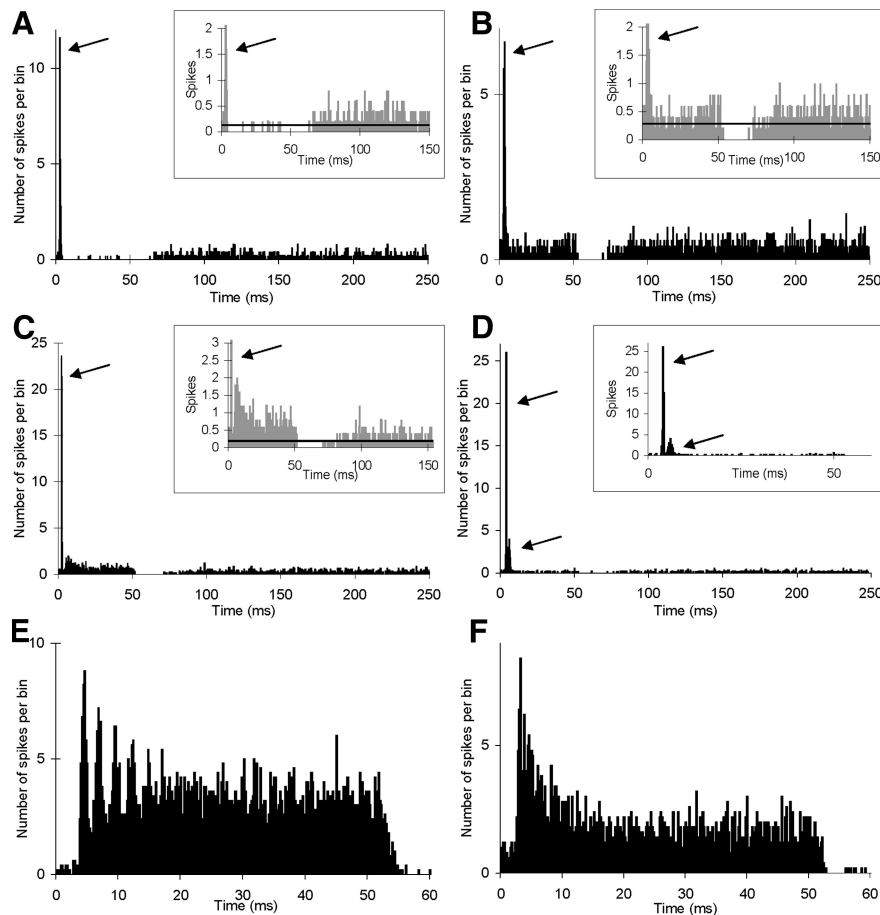 A
Number of spikes per bin
10
5
0
0 50 100 150 200 250
Time (ms)
Spikes
2
1.5
1
0.5
0
0 50 100 150
Time (ms)
B
Number of spikes per bin
5
0
0 50 100 150 200 250
Time (ms)
Spikes
2
1.5
1
0.5
0
0 50 100 150
Time (ms)
C
Number of spikes per bin
25
20
15
10
5
0
0 50 100 150 200 250
Time (ms)
Spikes
3
2.5
2
1.5
1
0.5
0
0 50 100 150
Time (ms)
D
Number of spikes per bin
25
20
15
10
5
0
0 50 100 150 200 250
Time (ms)
Spikes
25
20
15
10
5
0
0 Time (ms) 50
E
Number of spikes per bin
10
5
0
0 10 20 30 40 50 60
Time (ms)
F
Number of spikes per bin
5
0
0 10 20 30 40 50 60
Time (ms)